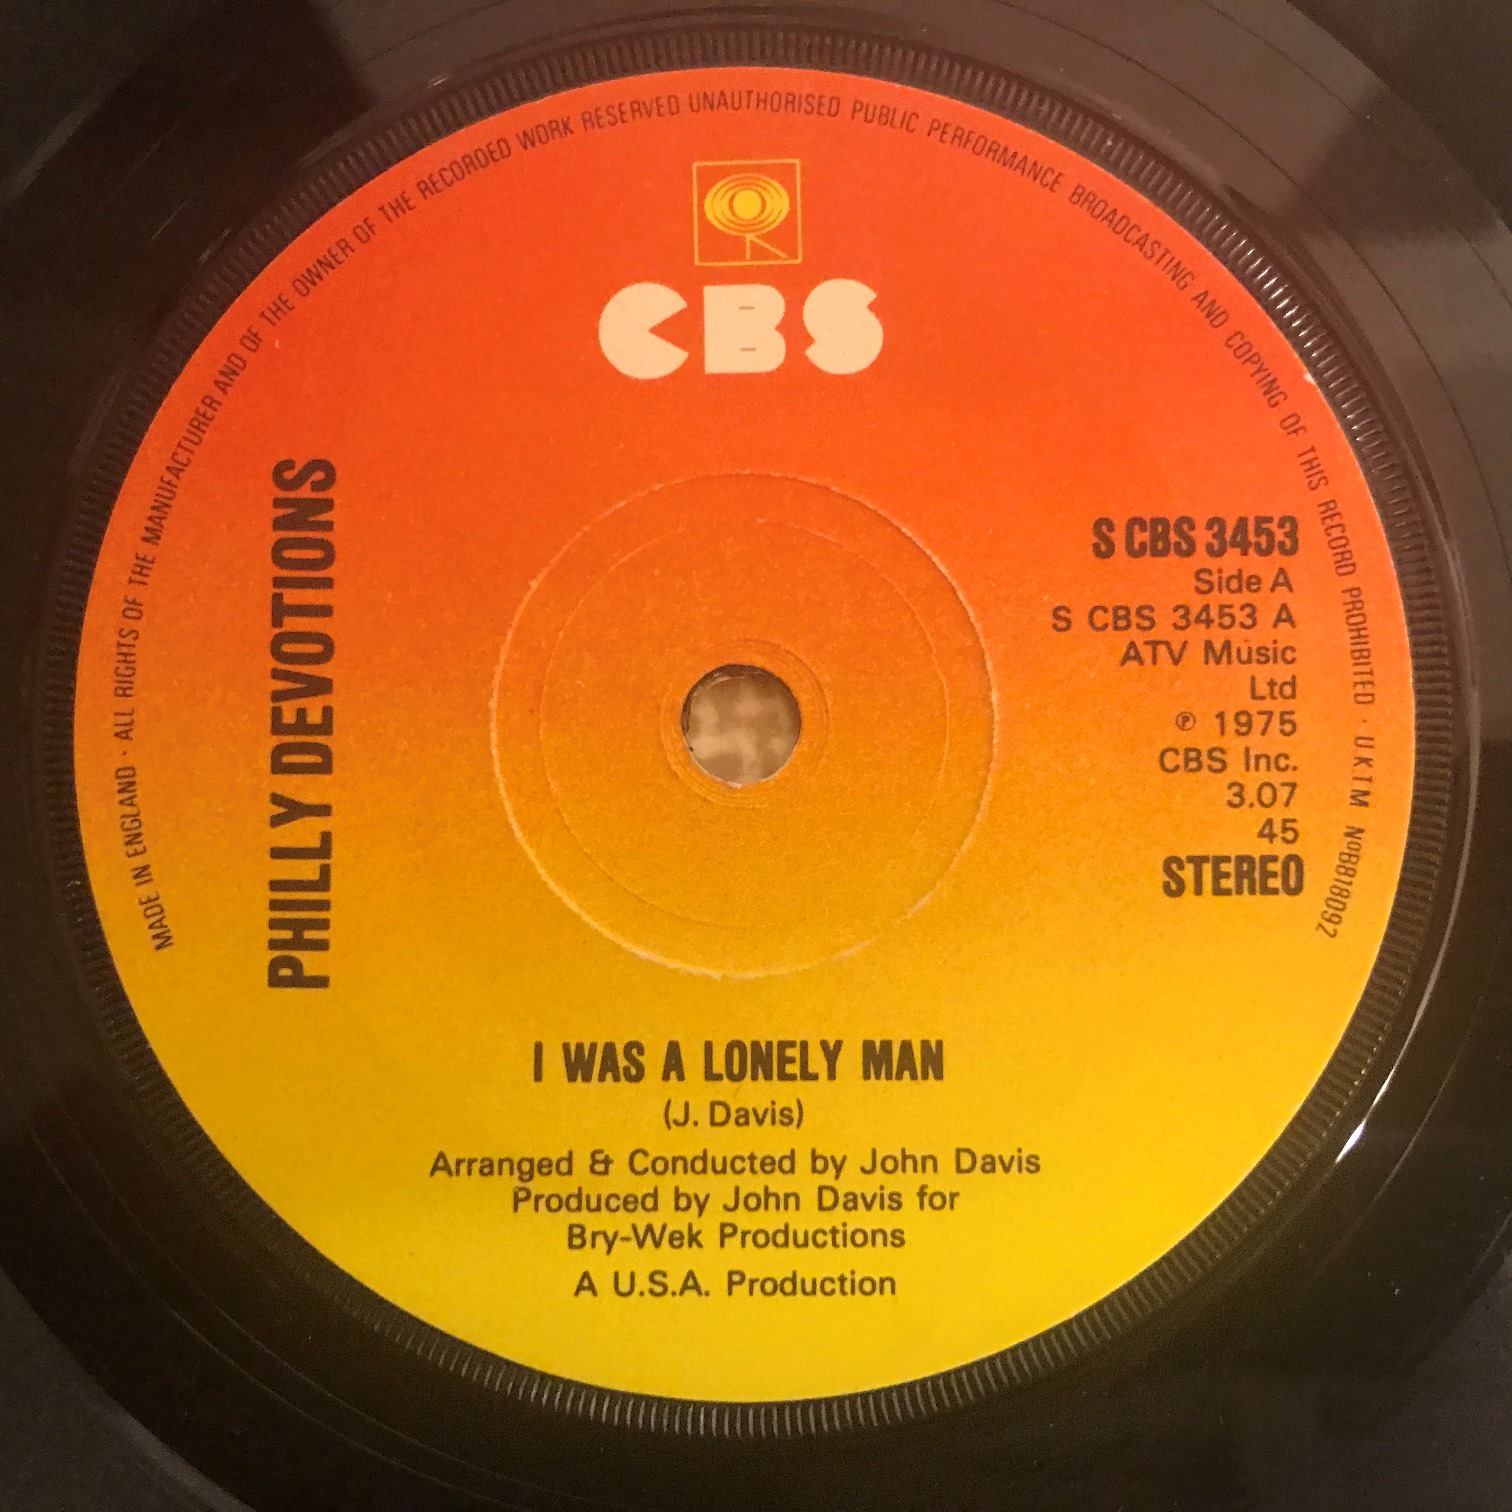 MADE IN ENGLAND · ALL RIGHTS OF THE MANUFACTURER AND OF THE OWNER OF THE RECORDED WORK RESERVED UNAUTHORISED PUBLIC PERFORMANCE BROADCASTING AND COPYING OF THIS RECORD PROHIBITED · U.K.T.M NoB818092
CBS
PHILLY DEVOTIONS
S CBS 3453
Side A
S CBS 3453 A
ATV Music
Ltd
℗ 1975
CBS Inc.
3.07
45
STEREO
I WAS A LONELY MAN
(J. Davis)
Arranged & Conducted by John Davis
Produced by John Davis for
Bry-Wek Productions
A U.S.A. Production